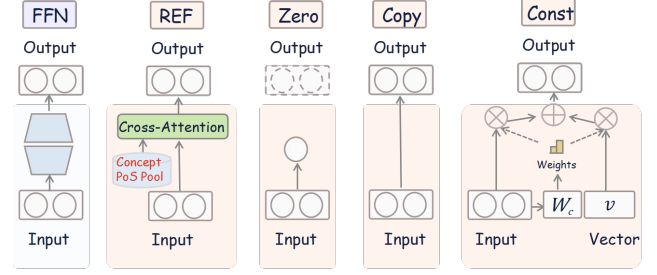 FFN
REF
Zero
Copy
Const
Output
Output
Output
Output
Output
Cross-Attention
Concept
PoS Pool
Weights
W_c
v
Input
Input
Input
Input
Input
Vector